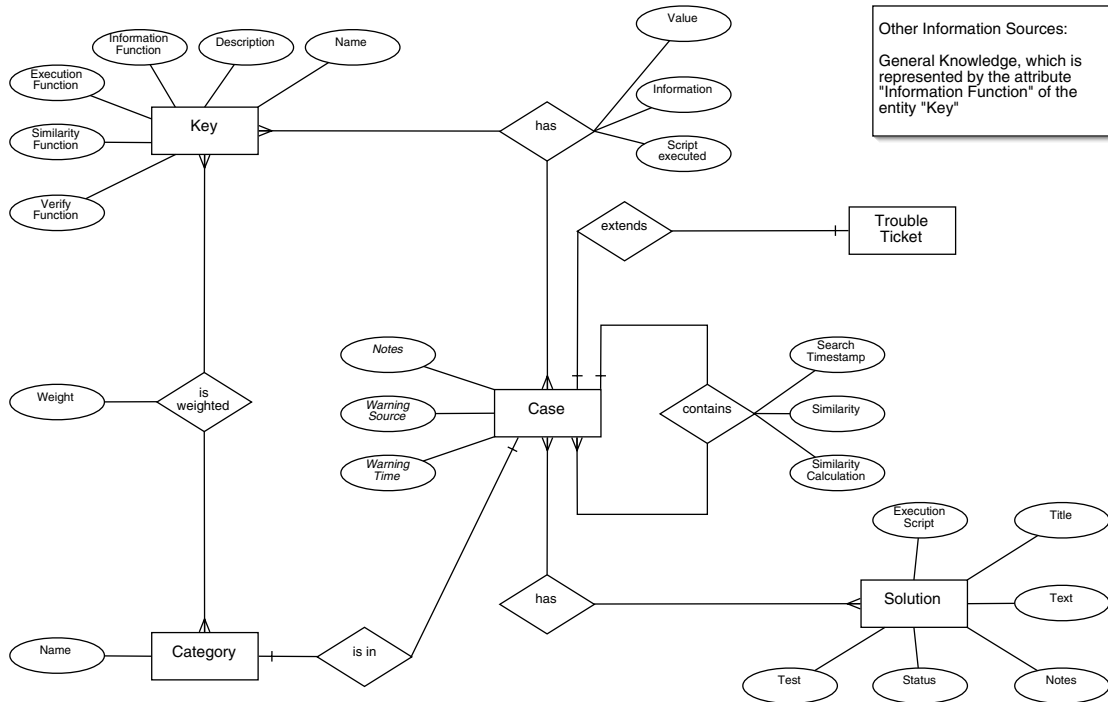 Information
Function
Description
Name
Value
Execution
Function
Key
has
Information
Similarity
Function
Script
executed
Verify
Function
Other Information Sources:
General Knowledge, which is
represented by the attribute
"Information Function" of the
entity "Key"
extends
Trouble
Ticket
Notes
Search
Timestamp
Weight
is
weighted
Warning
Source
Case
contains
Similarity
Warning
Time
Similarity
Calculation
Execution
Script
Title
has
Solution
Text
Name
Category
is in
Test
Status
Notes